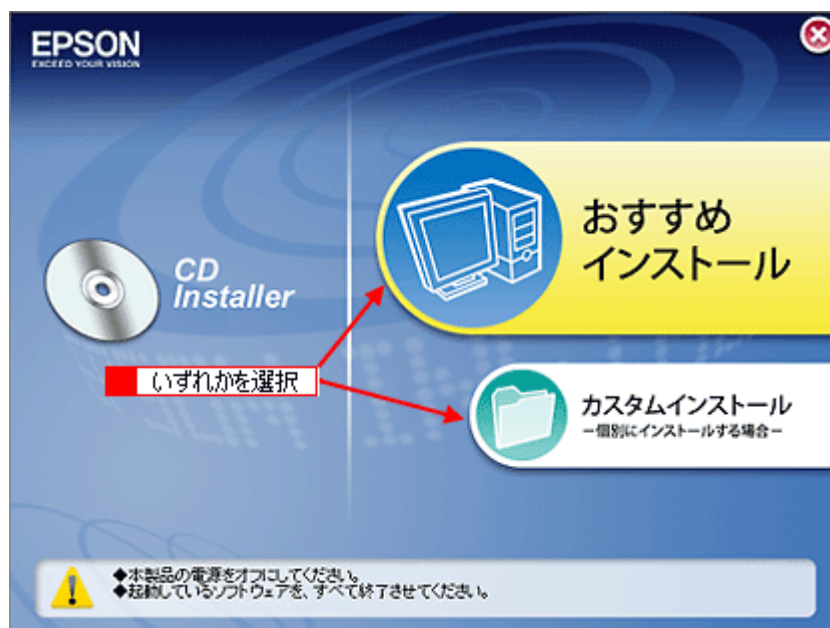 EPSON
EXCEED YOUR VISION
おすすめ
インストール
CD
Installer
いずれかを選択
カスタムインストール
－個別にインストールする場合－
◆本製品の電源をオフにしてください。
◆起動しているソフトウェアを、すべて終了させてください。